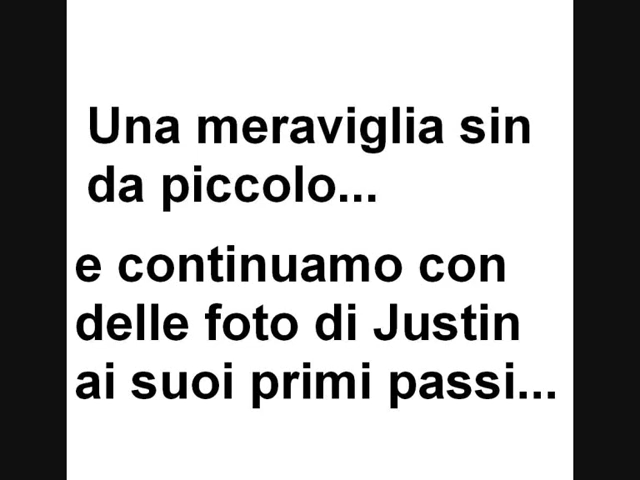 Una meraviglia sin
da piccolo...
e continuamo con
delle foto di Justin
ai suoi primi passi...